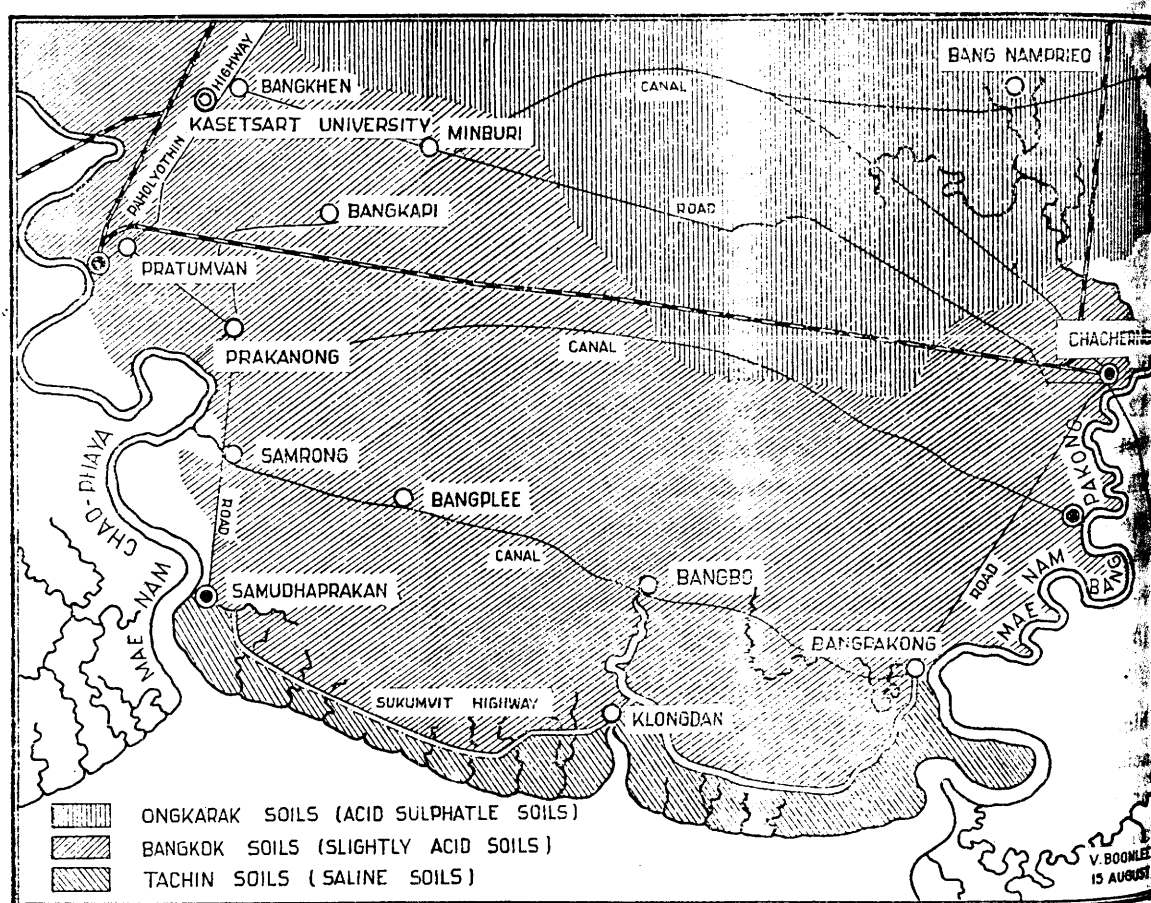 HIGHWAY
BANGKHEN
BANG NAMPRIEO
CANAL
KASETSART UNIVERSITY
MINBURI
PAHOLYOTHIN
BANGKAPI
ROAD
PRATUMVAN
PRAKANONG
CANAL
CHACHERNG
SAMRONG
BANGPLEE
CANAL
ROAD
MAE NAM CHAO-PHAYA
SAMUDHAPRAKAN
BANGBO
ROAD
MAE-NAM BANG PAKONG
BANGPAKONG
SUKUMVIT HIGHWAY
KLONGDAN
ONGKARAK SOILS (ACID SULPHATLE SOILS)
BANGKOK SOILS (SLIGHTLY ACID SOILS)
TACHIN SOILS (SALINE SOILS)
V. BOONLEE
15 AUGUST